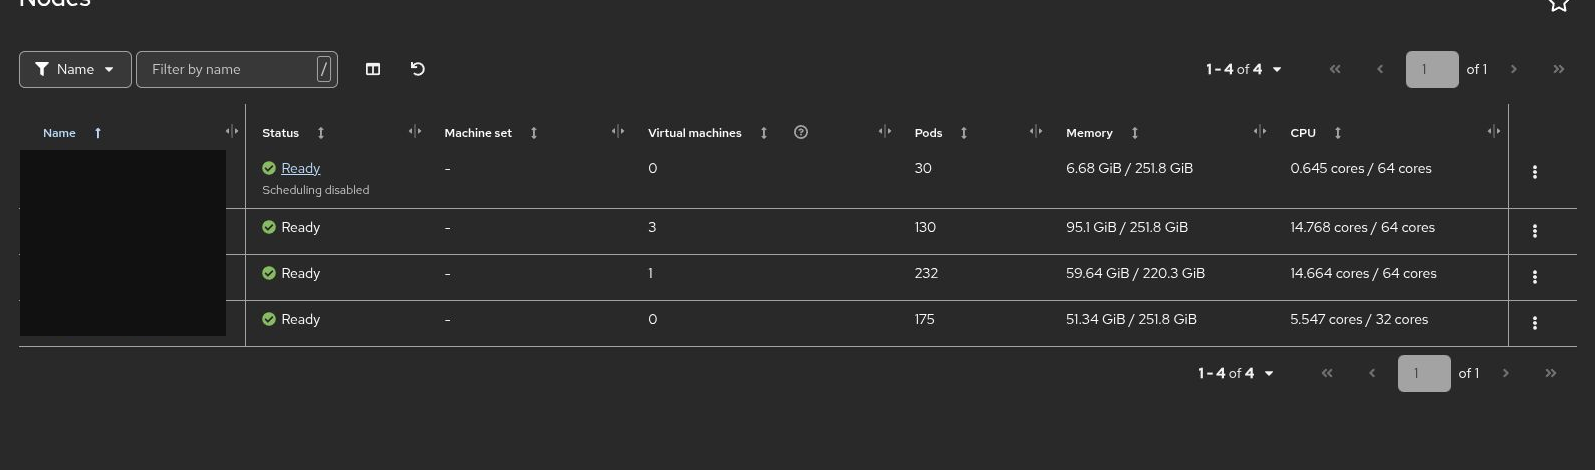 Nodes
Name Filter by name / 1 - 4 of 4 1 of 1
Name Status Machine set Virtual machines Pods Memory CPU
Ready - 0 30 6.68 GiB / 251.8 GiB 0.645 cores / 64 cores
Scheduling disabled
Ready - 3 130 95.1 GiB / 251.8 GiB 14.768 cores / 64 cores
Ready - 1 232 59.64 GiB / 220.3 GiB 14.664 cores / 64 cores
Ready - 0 175 51.34 GiB / 251.8 GiB 5.547 cores / 32 cores
1 - 4 of 4 1 of 1